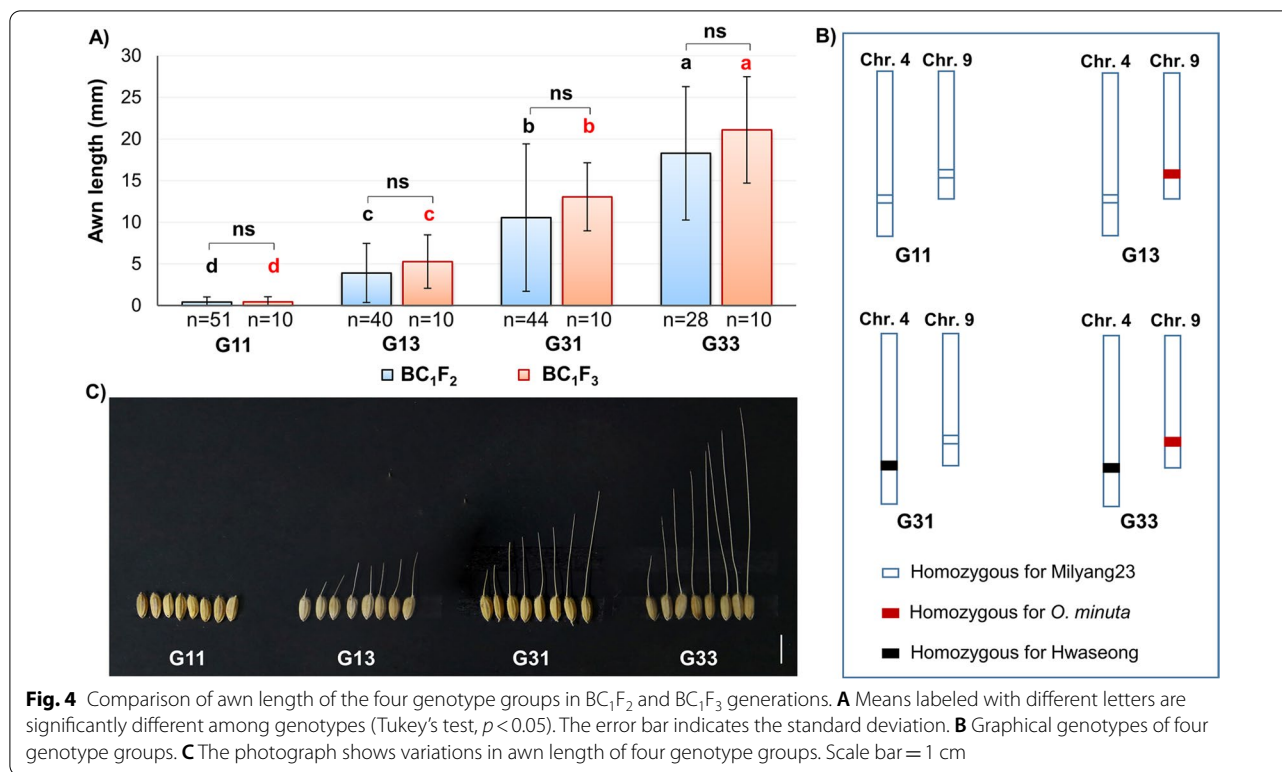 A)
ns
a a
ns
b b
ns
c c
ns
d d
Awn length (mm)
30
25
20
15
10
5
0
n=51 n=10 n=40 n=10 n=44 n=10 n=28 n=10
G11 G13 G31 G33
BC₁F₂ BC₁F₃
B)
Chr. 4 Chr. 9 Chr. 4 Chr. 9
G11 G13
Chr. 4 Chr. 9 Chr. 4 Chr. 9
G31 G33
Homozygous for Milyang23
Homozygous for O. minuta
Homozygous for Hwaseong
C)
G11 G13 G31 G33
Fig. 4 Comparison of awn length of the four genotype groups in BC₁F₂ and BC₁F₃ generations. A Means labeled with different letters are
significantly different among genotypes (Tukey's test, p < 0.05). The error bar indicates the standard deviation. B Graphical genotypes of four
genotype groups. C The photograph shows variations in awn length of four genotype groups. Scale bar = 1 cm